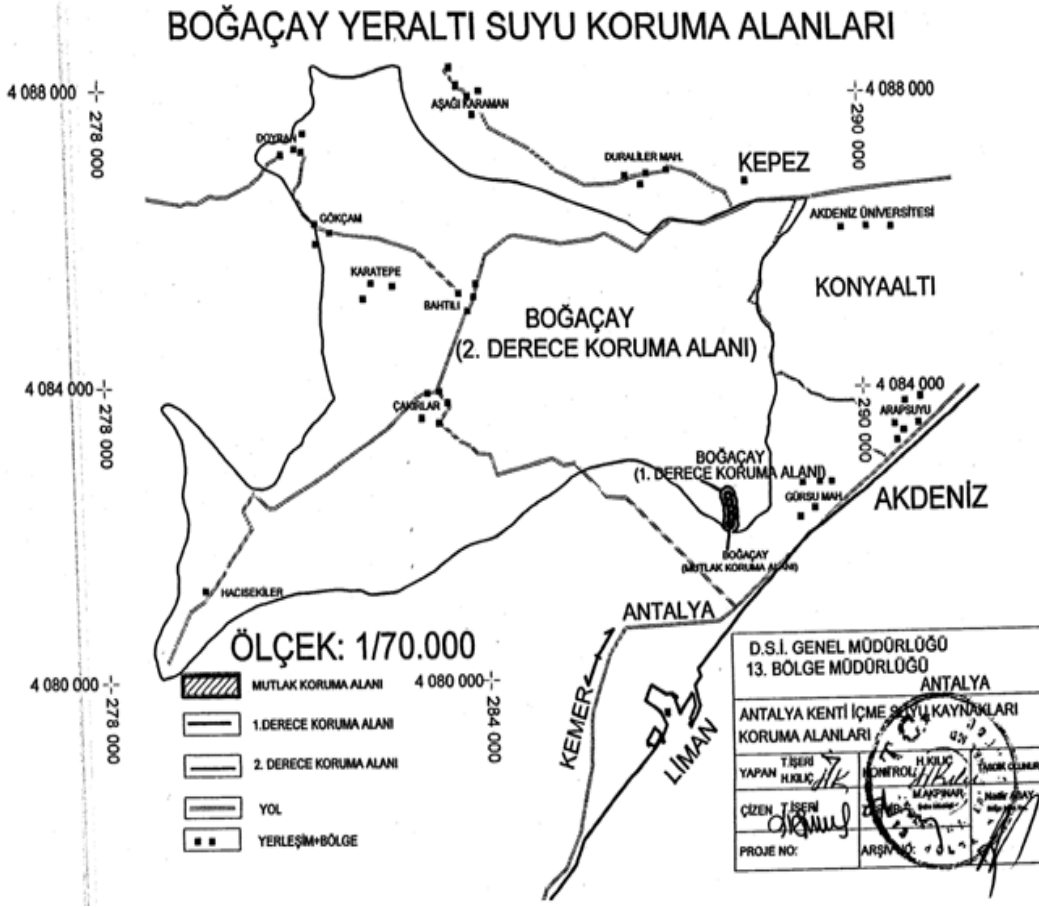 BOĞAÇAY YERALTI SUYU KORUMA ALANLARI
4 088 000
278 000
4 088 000
290 000
AŞAĞI KARAMAN
DOYRAN
DURALİLER MAH.
KEPEZ
GÖKÇAM
AKDENİZ ÜNİVERSİTESİ
KARATEPE
BAHTILI
KONYAALTI
BOĞAÇAY
(2. DERECE KORUMA ALANI)
4 084 000
278 000
4 084 000
290 000
ÇAKIRLAR
ARAPSUYU
BOĞAÇAY
(1. DERECE KORUMA ALANI)
GÜRSU MAH.
AKDENİZ
BOĞAÇAY
(MUTLAK KORUMA ALANI)
HACISEKİLER
ANTALYA
KEMER
LİMAN
ÖLÇEK: 1/70.000
4 080 000
278 000
4 080 000
284 000
MUTLAK KORUMA ALANI
1.DERECE KORUMA ALANI
2. DERECE KORUMA ALANI
YOL
YERLEŞİM+BÖLGE
D.S.İ. GENEL MÜDÜRLÜĞÜ
13. BÖLGE MÜDÜRLÜĞÜ
ANTALYA
ANTALYA KENTİ İÇME SUYU KAYNAKLARI
KORUMA ALANLARI
YAPAN T.İŞERİ
H.KILIÇ
KONTROL H.KILIÇ
M.AKPINAR
ÇİZEN T.İŞERİ
PROJE NO:
ARŞİV NO: